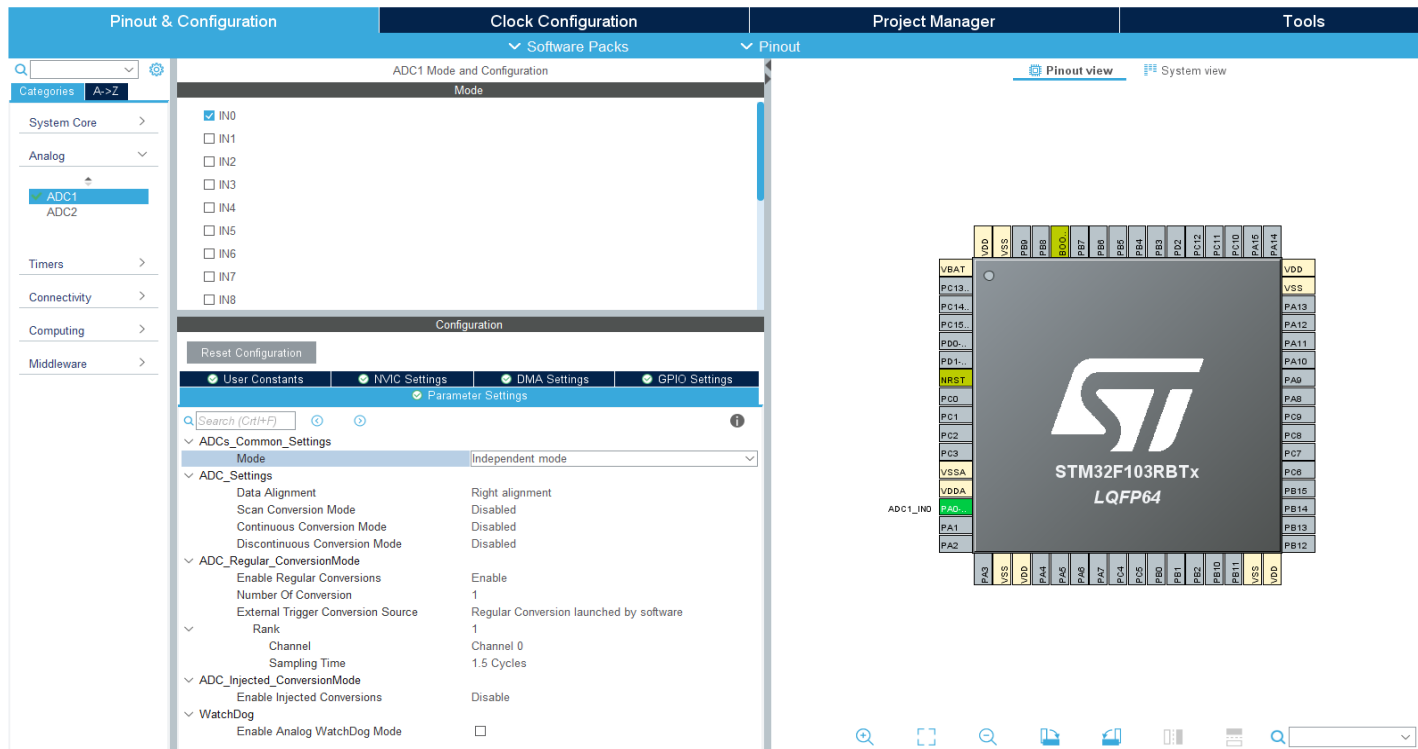 Pinout & Configuration
Clock Configuration
Project Manager
Tools
Software Packs
Pinout
Categories
A->Z
System Core
Analog
ADC1
ADC2
Timers
Connectivity
Computing
Middleware
ADC1 Mode and Configuration
Mode
IN0
IN1
IN2
IN3
IN4
IN5
IN6
IN7
IN8
Configuration
Reset Configuration
User Constants
NVIC Settings
DMA Settings
GPIO Settings
Parameter Settings
Search (Crtl+F)
ADCs_Common_Settings
Mode Independent mode
ADC_Settings
Data Alignment Right alignment
Scan Conversion Mode Disabled
Continuous Conversion Mode Disabled
Discontinuous Conversion Mode Disabled
ADC_Regular_ConversionMode
Enable Regular Conversions Enable
Number Of Conversion 1
External Trigger Conversion Source Regular Conversion launched by software
Rank 1
Channel Channel 0
Sampling Time 1.5 Cycles
ADC_Injected_ConversionMode
Enable Injected Conversions Disable
WatchDog
Enable Analog WatchDog Mode
Pinout view
System view
VDD
VSS
PB9
PB8
BOO..
PB7
PB6
PB5
PB4
PB3
PD2
PC12
PC11
PC10
PA15
PA14
VBAT
PC13..
PC14..
PC15..
PD0-..
PD1-..
NRST
PC0
PC1
PC2
PC3
VSSA
VDDA
ADC1_IN0
PA0-..
PA1
PA2
STM32F103RBTx
LQFP64
VDD
VSS
PA13
PA12
PA11
PA10
PA9
PA8
PC9
PC8
PC7
PC6
PB15
PB14
PB13
PB12
PA3
VSS
VDD
PA4
PA5
PA6
PA7
PC4
PC5
PB0
PB1
PB2
PB10
PB11
VSS
VDD